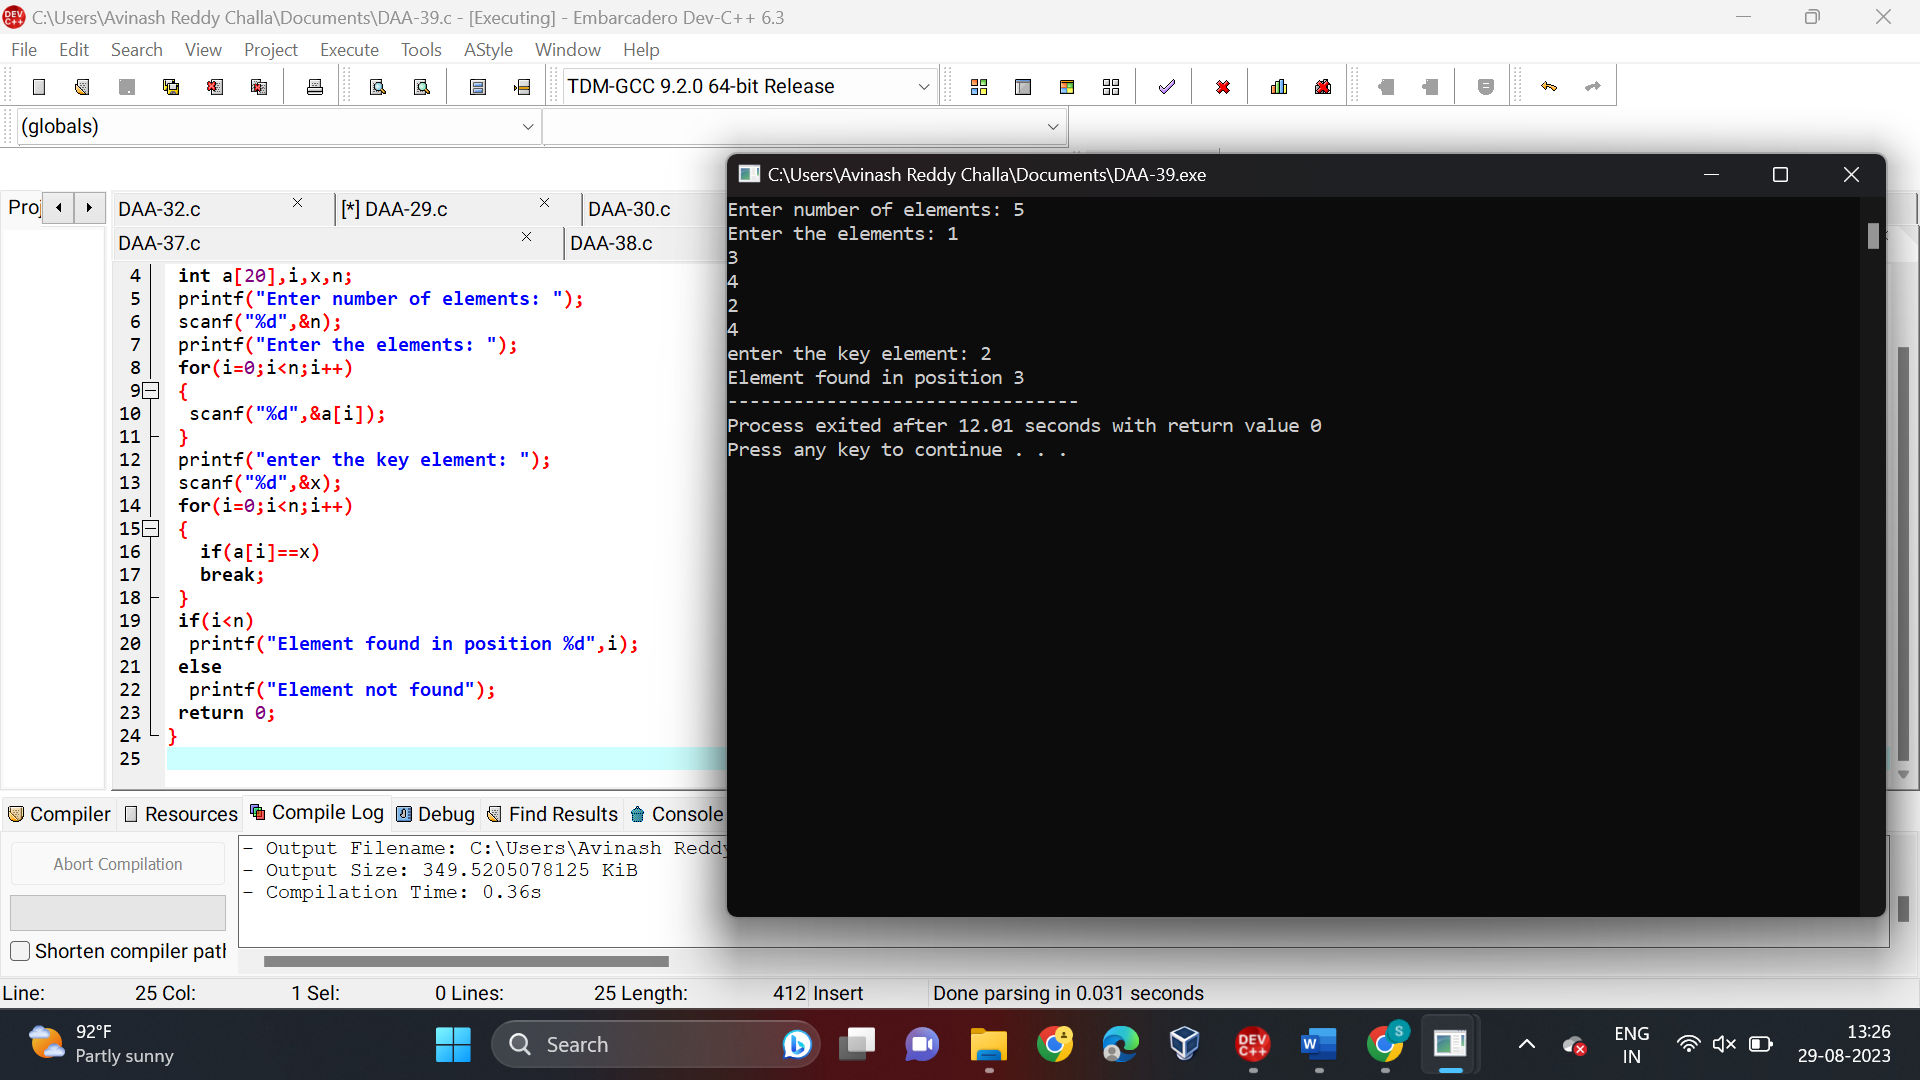 C:\Users\Avinash Reddy Challa\Documents\DAA-39.c - [Executing] - Embarcadero Dev-C++ 6.3
File Edit Search View Project Execute Tools AStyle Window Help
TDM-GCC 9.2.0 64-bit Release
(globals)
Proj
DAA-32.c [*] DAA-29.c DAA-30.c
DAA-37.c DAA-38.c
4 int a[20],i,x,n;
5 printf("Enter number of elements: ");
6 scanf("%d",&n);
7 printf("Enter the elements: ");
8 for(i=0;i<n;i++)
9 {
10 scanf("%d",&a[i]);
11 }
12 printf("enter the key element: ");
13 scanf("%d",&x);
14 for(i=0;i<n;i++)
15 {
16 if(a[i]==x)
17 break;
18 }
19 if(i<n)
20 printf("Element found in position %d",i);
21 else
22 printf("Element not found");
23 return 0;
24 }
25
C:\Users\Avinash Reddy Challa\Documents\DAA-39.exe
Enter number of elements: 5
Enter the elements: 1
3
4
2
4
enter the key element: 2
Element found in position 3
--------------------------------
Process exited after 12.01 seconds with return value 0
Press any key to continue . . .
Compiler Resources Compile Log Debug Find Results Console
Abort Compilation
Shorten compiler path
- Output Filename: C:\Users\Avinash Reddy
- Output Size: 349.5205078125 KiB
- Compilation Time: 0.36s
Line: 25 Col: 1 Sel: 0 Lines: 25 Length: 412 Insert Done parsing in 0.031 seconds
92°F
Partly sunny
Search
DEV C++
W
S
ENG
IN
13:26
29-08-2023